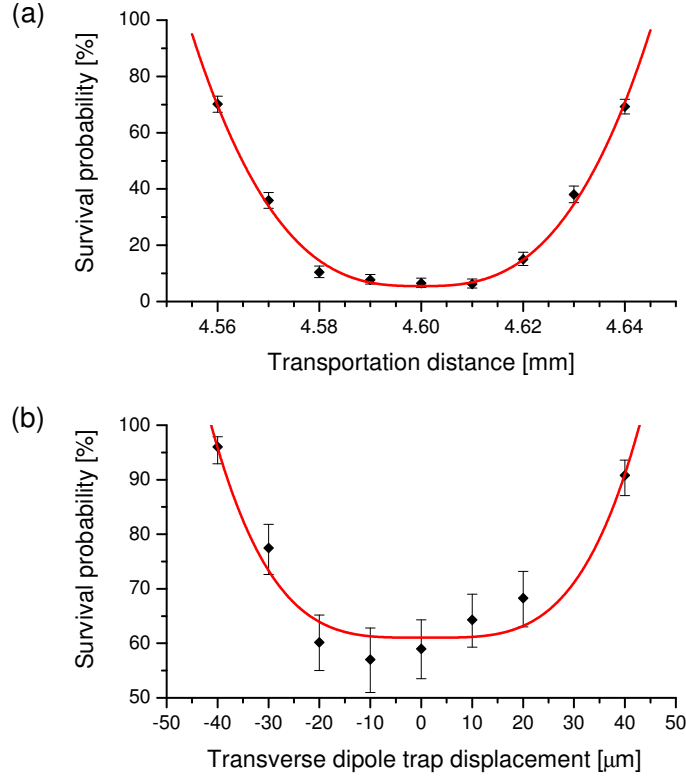 (a)
Survival probability [%]
100
80
60
40
20
0
4.56 4.58 4.60 4.62 4.64
Transportation distance [mm]
(b)
Survival probability [%]
100
90
80
70
60
50
-50 -40 -30 -20 -10 0 10 20 30 40 50
Transverse dipole trap displacement [μm]